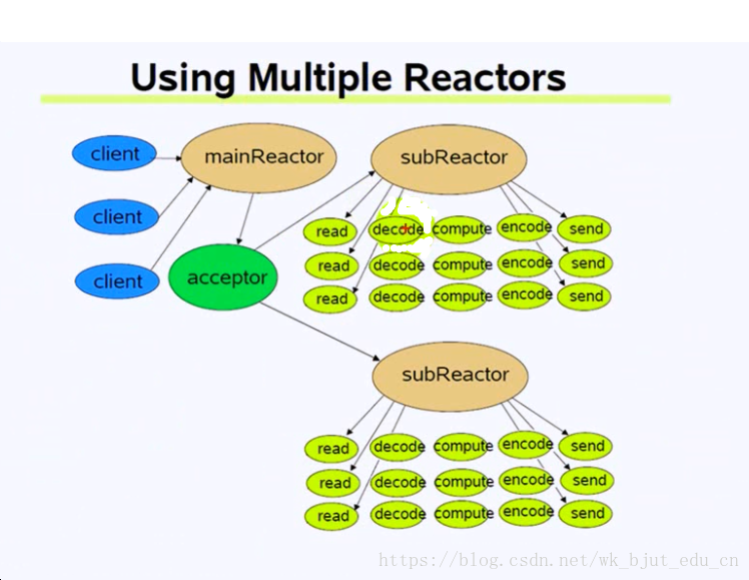 Using Multiple Reactors
client
mainReactor
subReactor
client
read decode compute encode send
client
acceptor
read decode compute encode send
read decode compute encode send
subReactor
read decode compute encode send
read decode compute encode send
read decode compute encode send
https://blog.csdn.net/wk_bjut_edu_cn